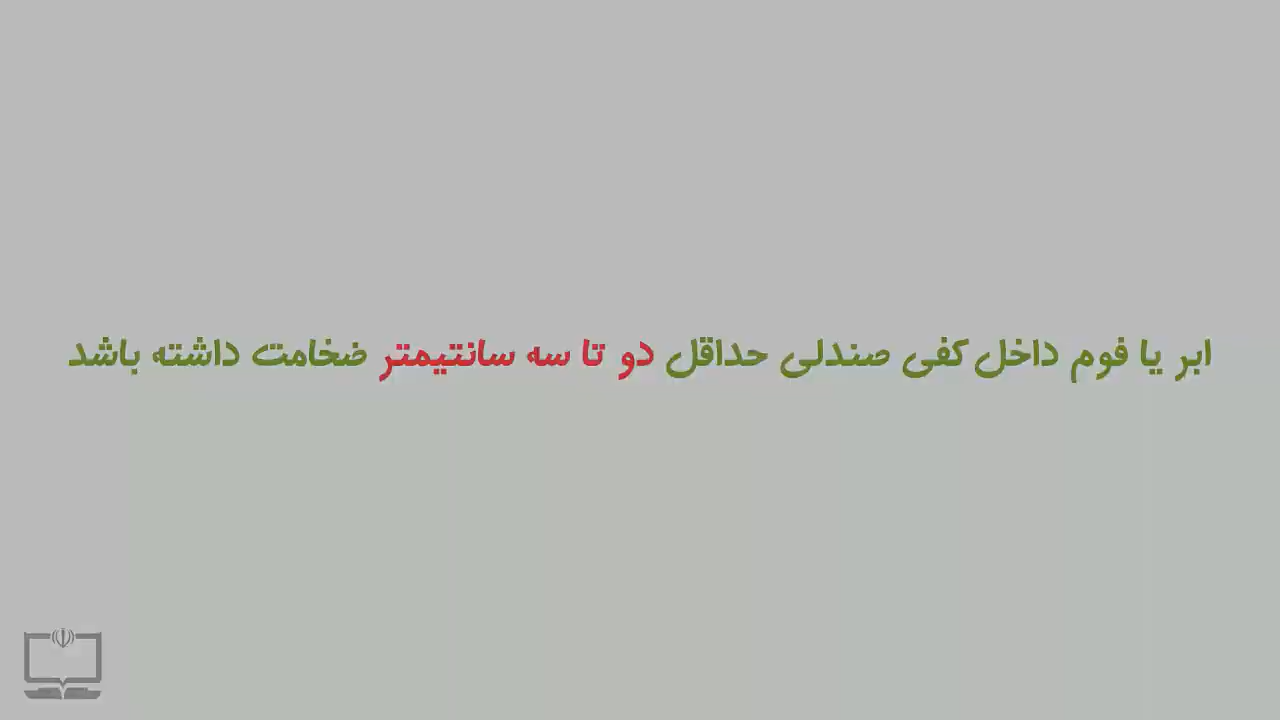 ابر یا فوم داخل کفی صندلی حداقل دو تا سه سانتیمتر ضخامت داشته باشد